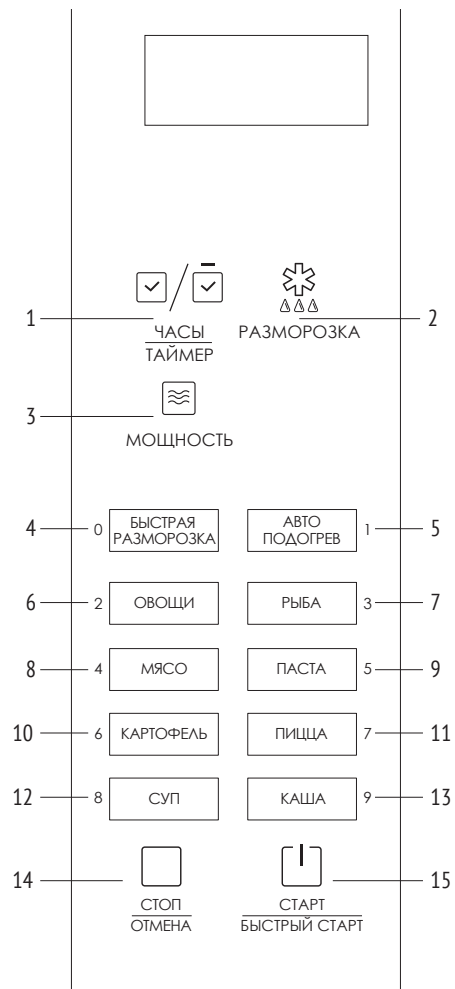 1
2
ЧАСЫ
ТАЙМЕР
РАЗМОРОЗКА
3
МОЩНОСТЬ
4 0 БЫСТРАЯ
РАЗМОРОЗКА
АВТО
ПОДОГРЕВ 1 5
6 2 ОВОЩИ РЫБА 3 7
8 4 МЯСО ПАСТА 5 9
10 6 КАРТОФЕЛЬ ПИЦЦА 7 11
12 8 СУП КАША 9 13
14 15
СТОП
ОТМЕНА
СТАРТ
БЫСТРЫЙ СТАРТ